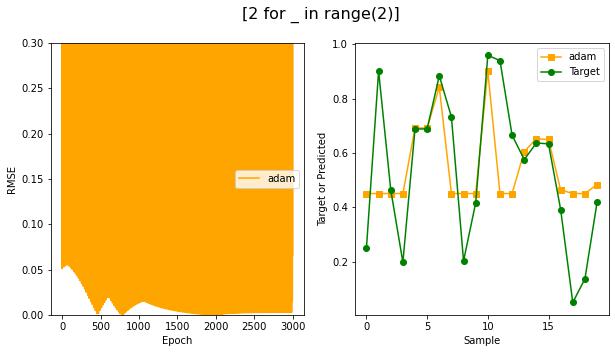 [2 for _ in range(2)]
0.30
0.25
0.20
0.15
0.10
0.05
0.00
RMSE
0 500 1000 1500 2000 2500 3000
Epoch
adam
1.0
0.8
0.6
0.4
0.2
Target or Predicted
0 5 10 15
Sample
adam
Target